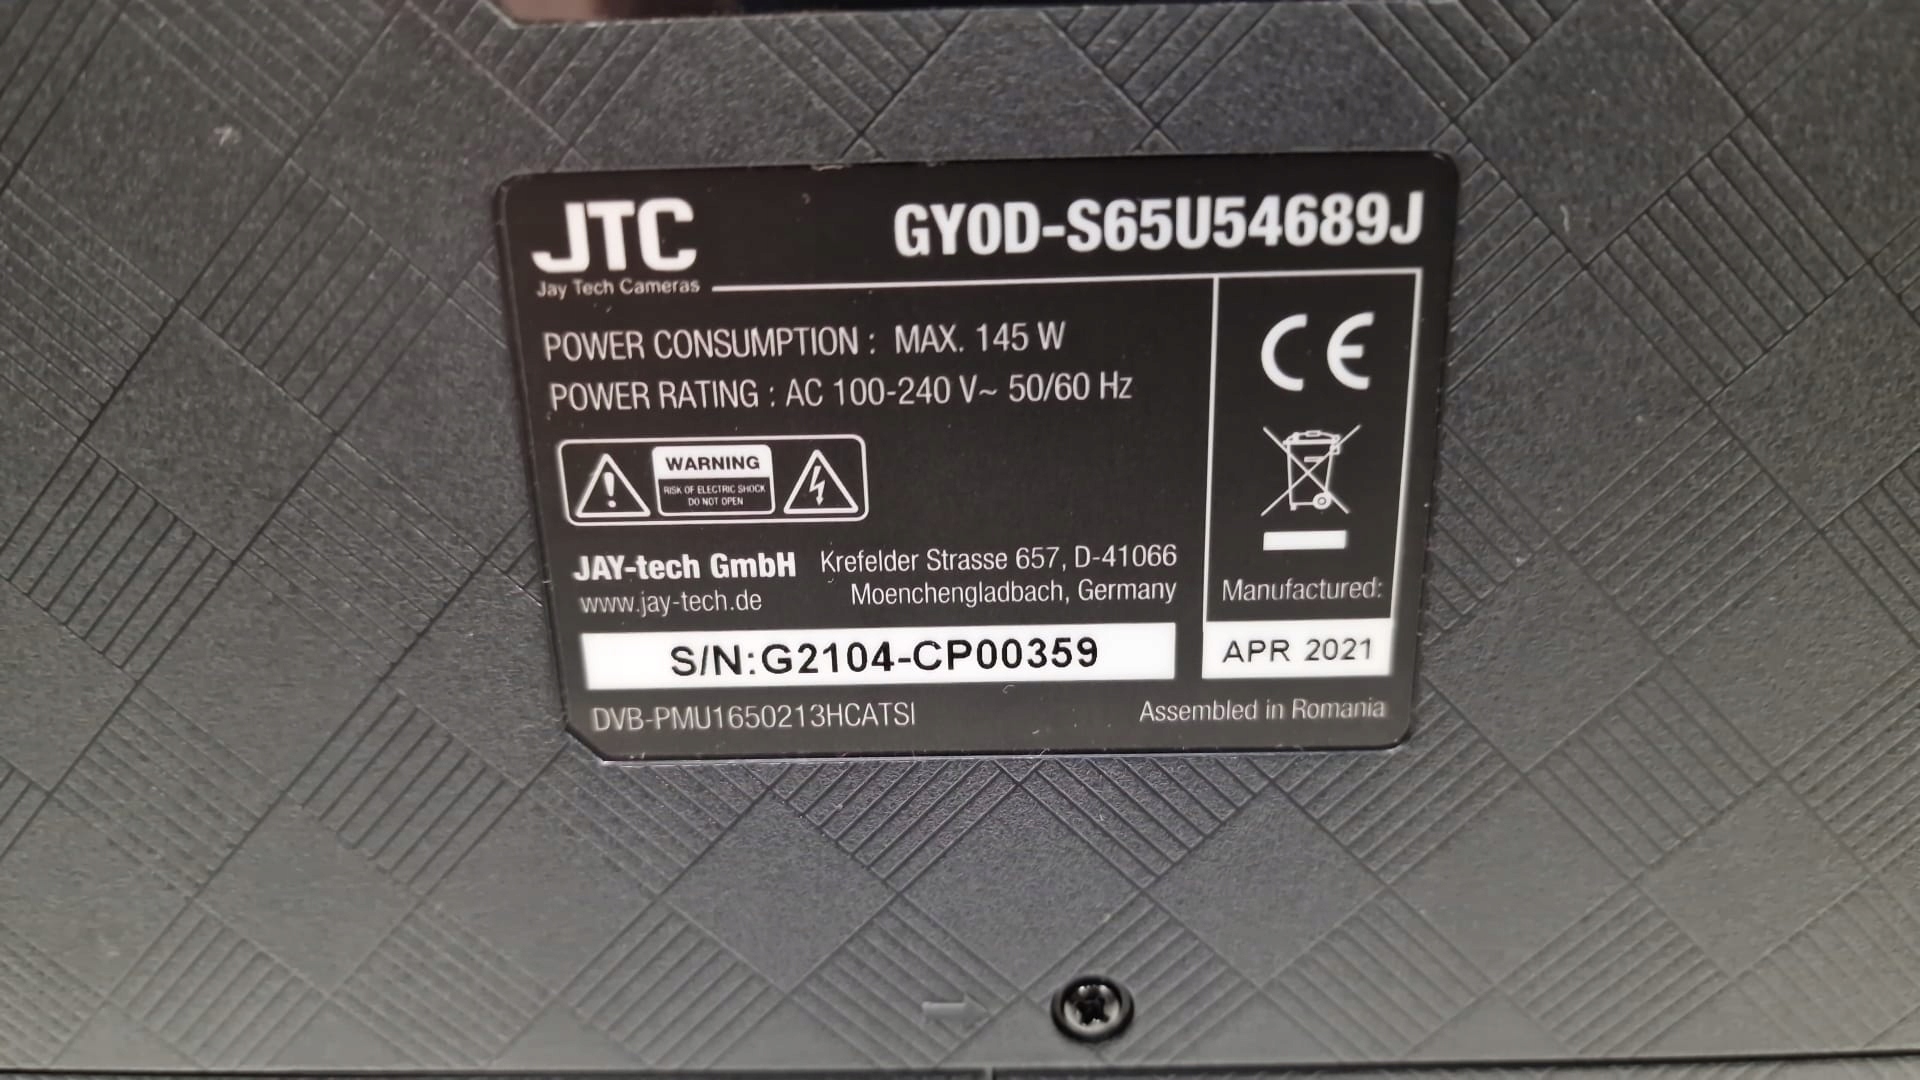 JTC
Jay Tech Cameras
GY0D-S65U54689J
POWER CONSUMPTION : MAX. 145 W
POWER RATING : AC 100-240 V~ 50/60 Hz
WARNING
RISK OF ELECTRIC SHOCK
DO NOT OPEN
CE
JAY-tech GmbH
www.jay-tech.de
Krefelder Strasse 657, D-41066
Moenchengladbach, Germany
Manufactured:
APR 2021
S/N:G2104-CP00359
DVB-PMU1650213HCATSI
Assembled in Romania